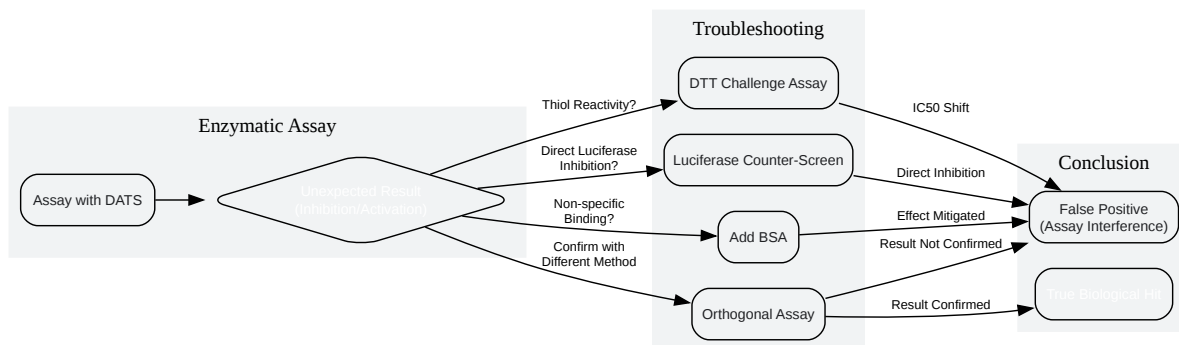 Enzymatic Assay
Assay with DATS
Unexpected Result
(Inhibition/Activation)
Thiol Reactivity?
Direct Luciferase
Inhibition?
Non-specific
Binding?
Confirm with
Different Method
Troubleshooting
DTT Challenge Assay
Luciferase Counter-Screen
Add BSA
Orthogonal Assay
IC50 Shift
Direct Inhibition
Effect Mitigated
Result Not Confirmed
Result Confirmed
Conclusion
False Positive
(Assay Interference)
True Biological Hit